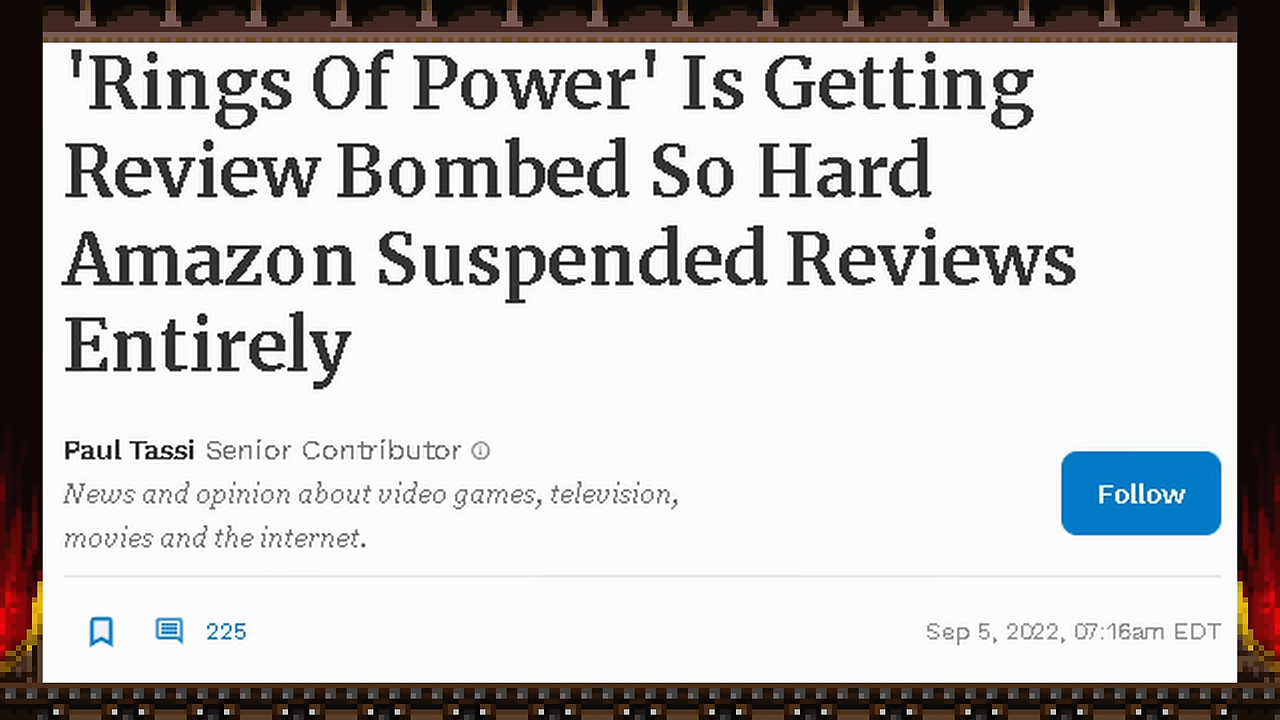 'Rings Of Power' Is Getting
Review Bombed So Hard
Amazon Suspended Reviews
Entirely
Paul Tassi Senior Contributor
News and opinion about video games, television,
movies and the internet.
Follow
225
Sep 5, 2022, 07:16am EDT